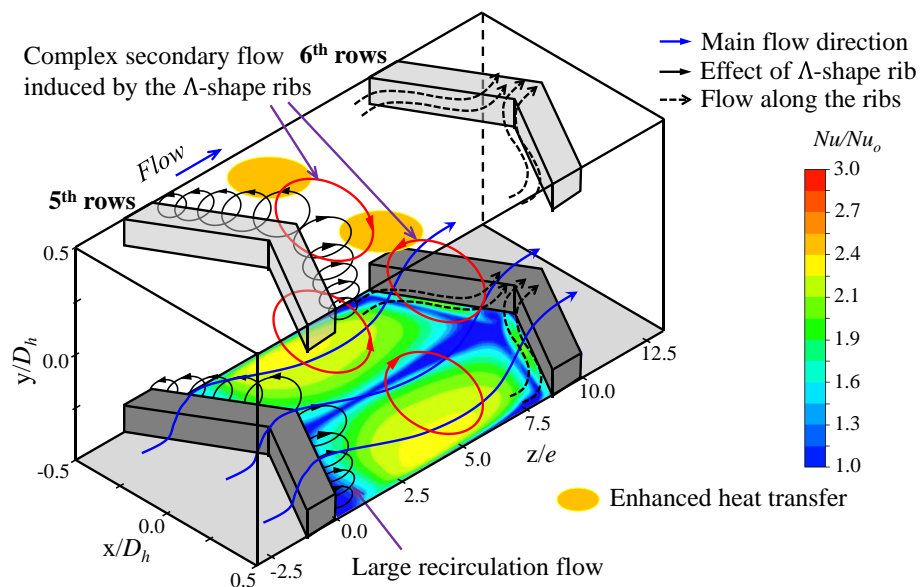 Complex secondary flow
induced by the Λ-shape ribs
6th rows
Main flow direction
Effect of Λ-shape rib
Flow along the ribs
Nu/Nuo
3.0
2.7
2.4
2.1
1.9
1.6
1.3
1.0
Flow
5th rows
0.5
0.0
-0.5
y/Dh
0.0
0.5
x/Dh
-2.5
0.0
2.5
5.0
7.5
10.0
12.5
z/e
Enhanced heat transfer
Large recirculation flow